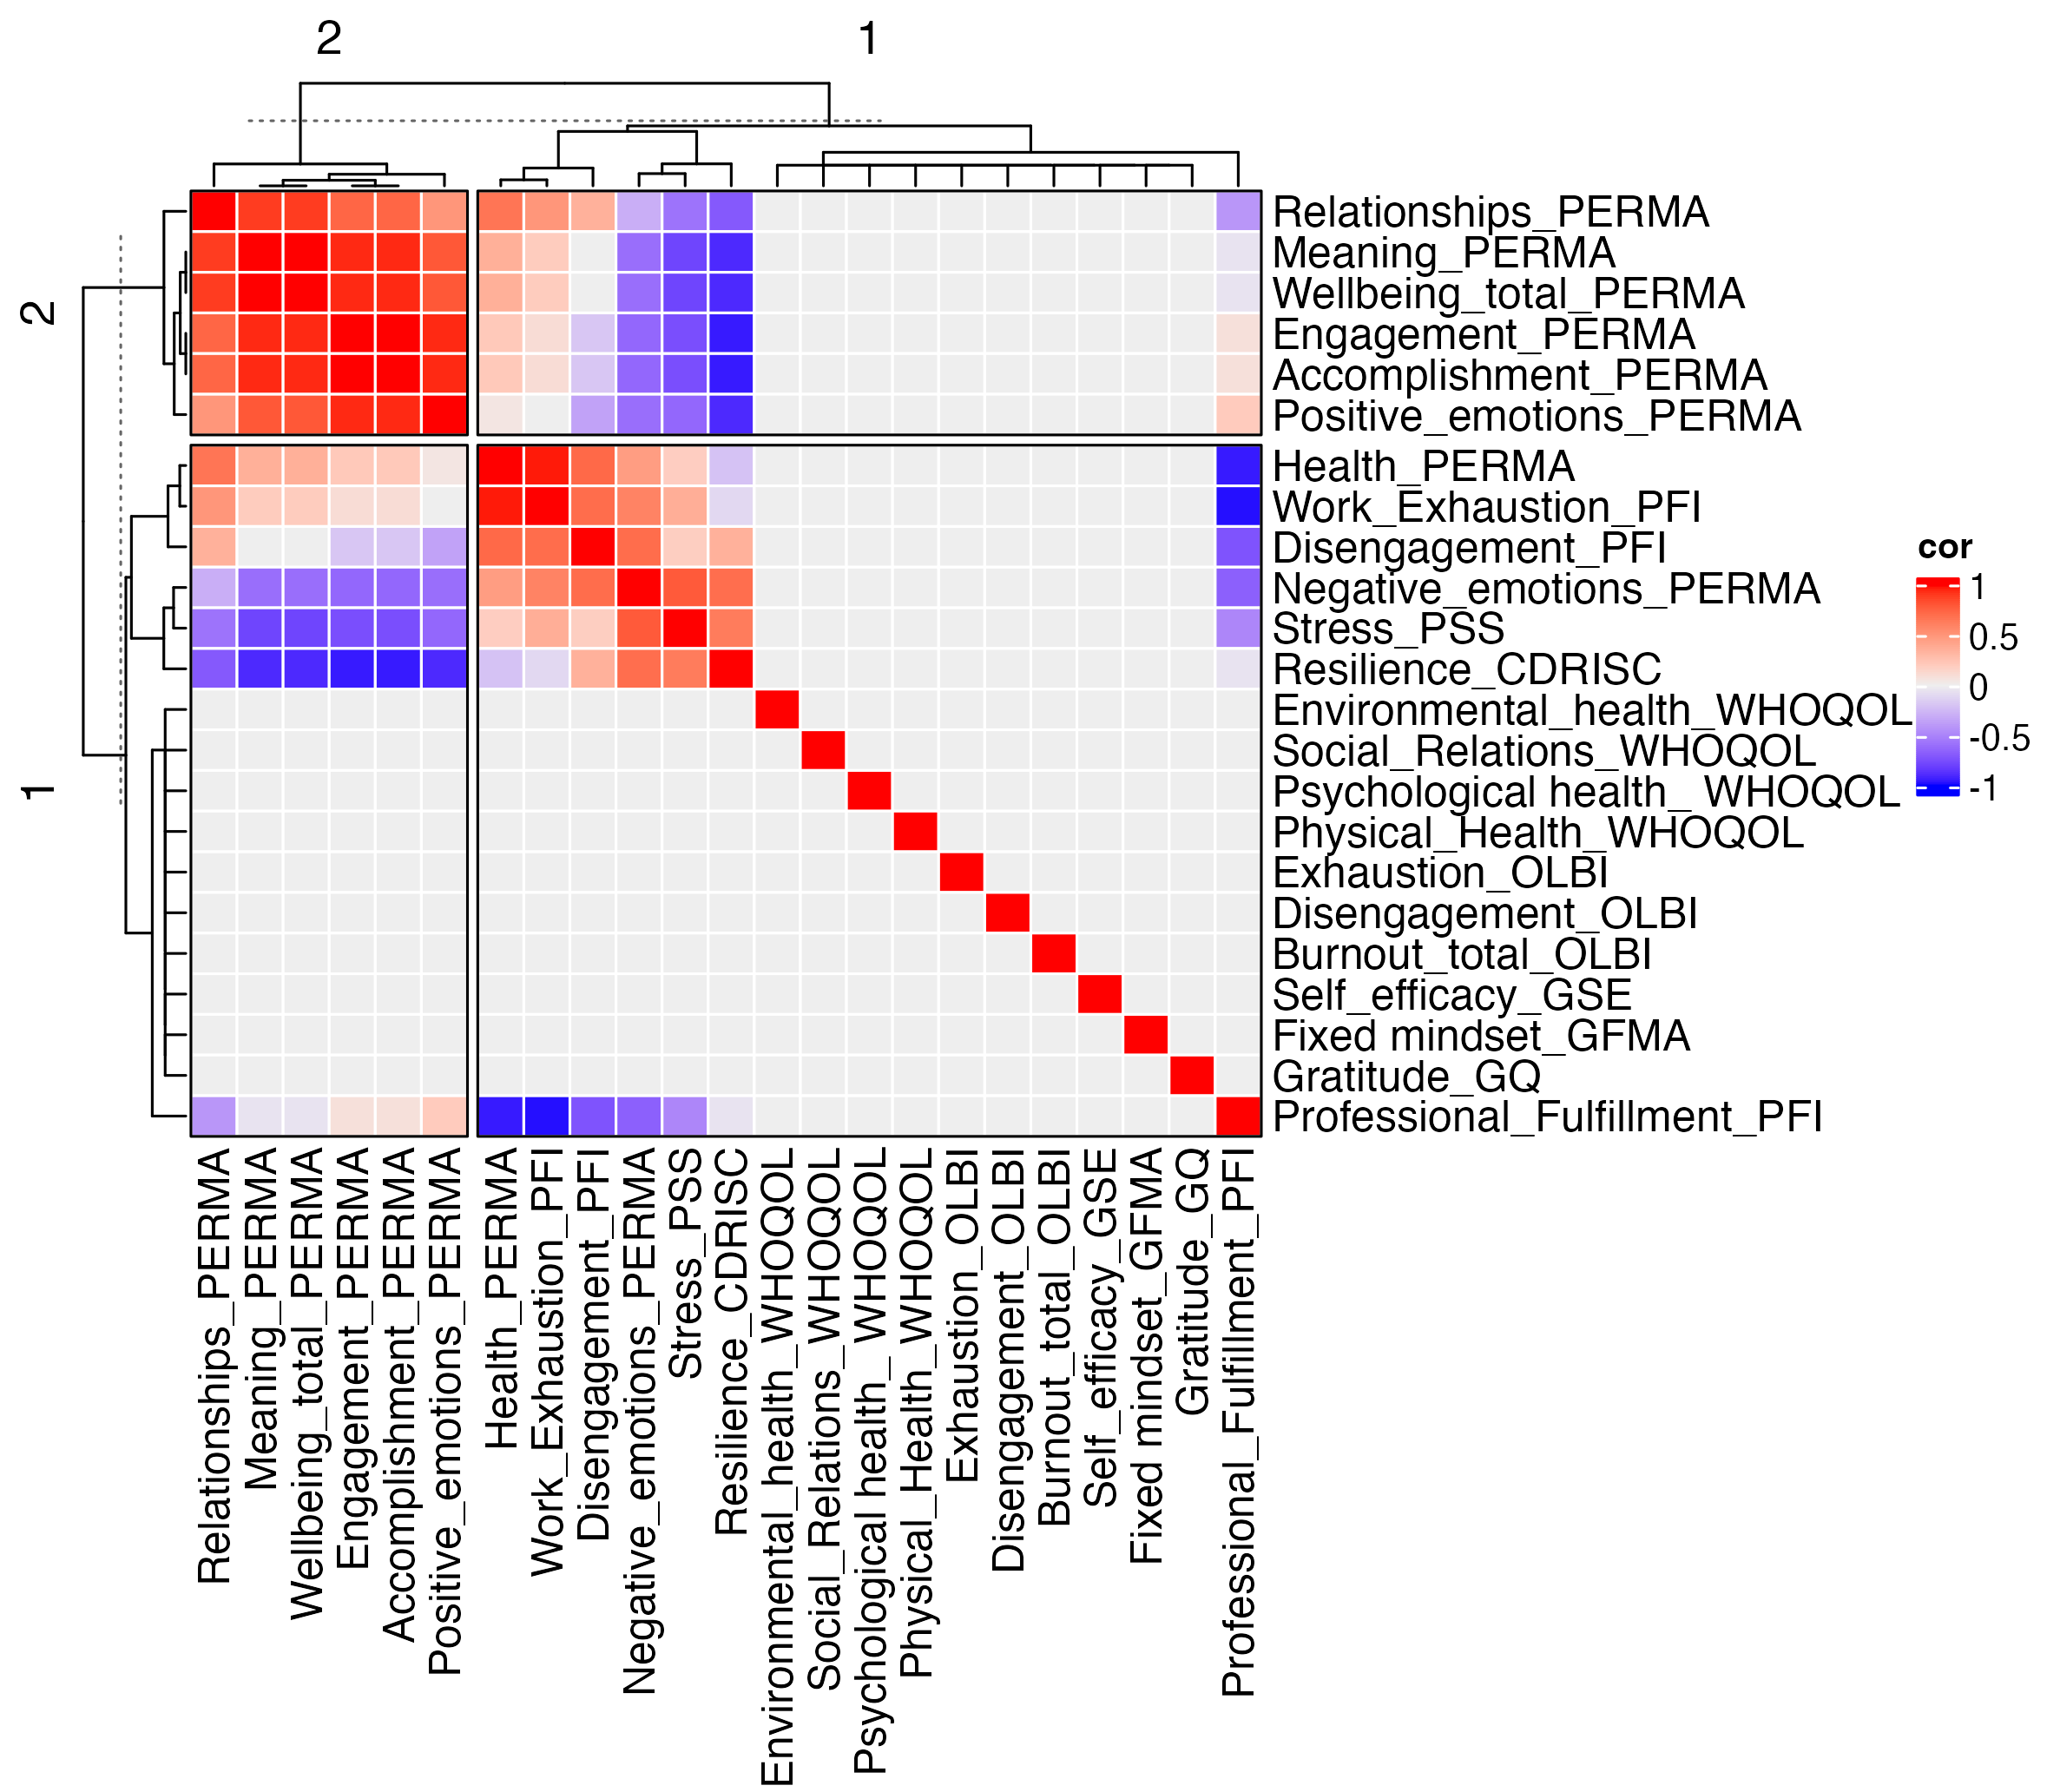 2
1
2
1
Relationships_PERMA
Meaning_PERMA
Wellbeing_total_PERMA
Engagement_PERMA
Accomplishment_PERMA
Positive_emotions_PERMA
Health_PERMA
Work_Exhaustion_PFI
Disengagement_PFI
Negative_emotions_PERMA
Stress_PSS
Resilience_CDRISC
Environmental_health_WHOQOL
Social_Relations_WHOQOL
Psychological health_ WHOQOL
Physical_Health_WHOQOL
Exhaustion_OLBI
Disengagement_OLBI
Burnout_total_OLBI
Self_efficacy_GSE
Fixed mindset_GFMA
Gratitude_GQ
Professional_Fulfillment_PFI
cor
1
0.5
0
-0.5
-1
Relationships_PERMA
Meaning_PERMA
Wellbeing_total_PERMA
Engagement_PERMA
Accomplishment_PERMA
Positive_emotions_PERMA
Health_PERMA
Work_Exhaustion_PFI
Disengagement_PFI
Negative_emotions_PERMA
Stress_PSS
Resilience_CDRISC
Environmental_health_WHOQOL
Social_Relations_WHOQOL
Psychological health_ WHOQOL
Physical_Health_WHOQOL
Exhaustion_OLBI
Disengagement_OLBI
Burnout_total_OLBI
Self_efficacy_GSE
Fixed mindset_GFMA
Gratitude_GQ
Professional_Fulfillment_PFI